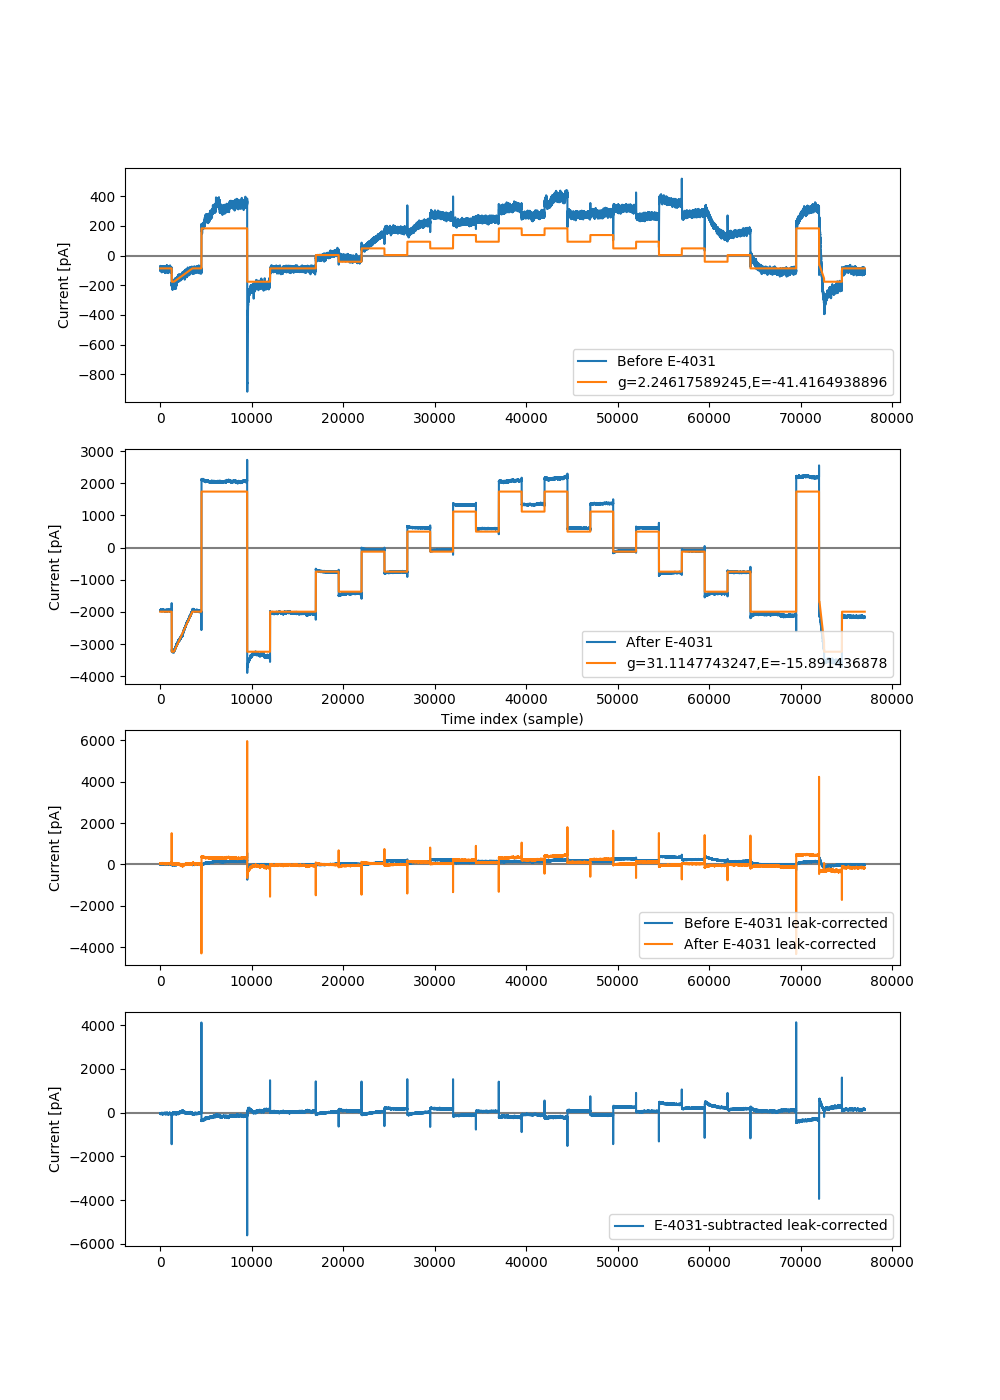 Current [pA]
400
200
0
−200
−400
−600
−800
Before E-4031
g=2.24617589245,E=-41.4164938896
0 10000 20000 30000 40000 50000 60000 70000 80000
Current [pA]
3000
2000
1000
0
−1000
−2000
−3000
−4000
After E-4031
g=31.1147743247,E=-15.891436878
0 10000 20000 30000 40000 50000 60000 70000 80000
Time index (sample)
Current [pA]
6000
4000
2000
0
−2000
−4000
Before E-4031 leak-corrected
After E-4031 leak-corrected
0 10000 20000 30000 40000 50000 60000 70000 80000
Current [pA]
4000
2000
0
−2000
−4000
−6000
E-4031-subtracted leak-corrected
0 10000 20000 30000 40000 50000 60000 70000 80000